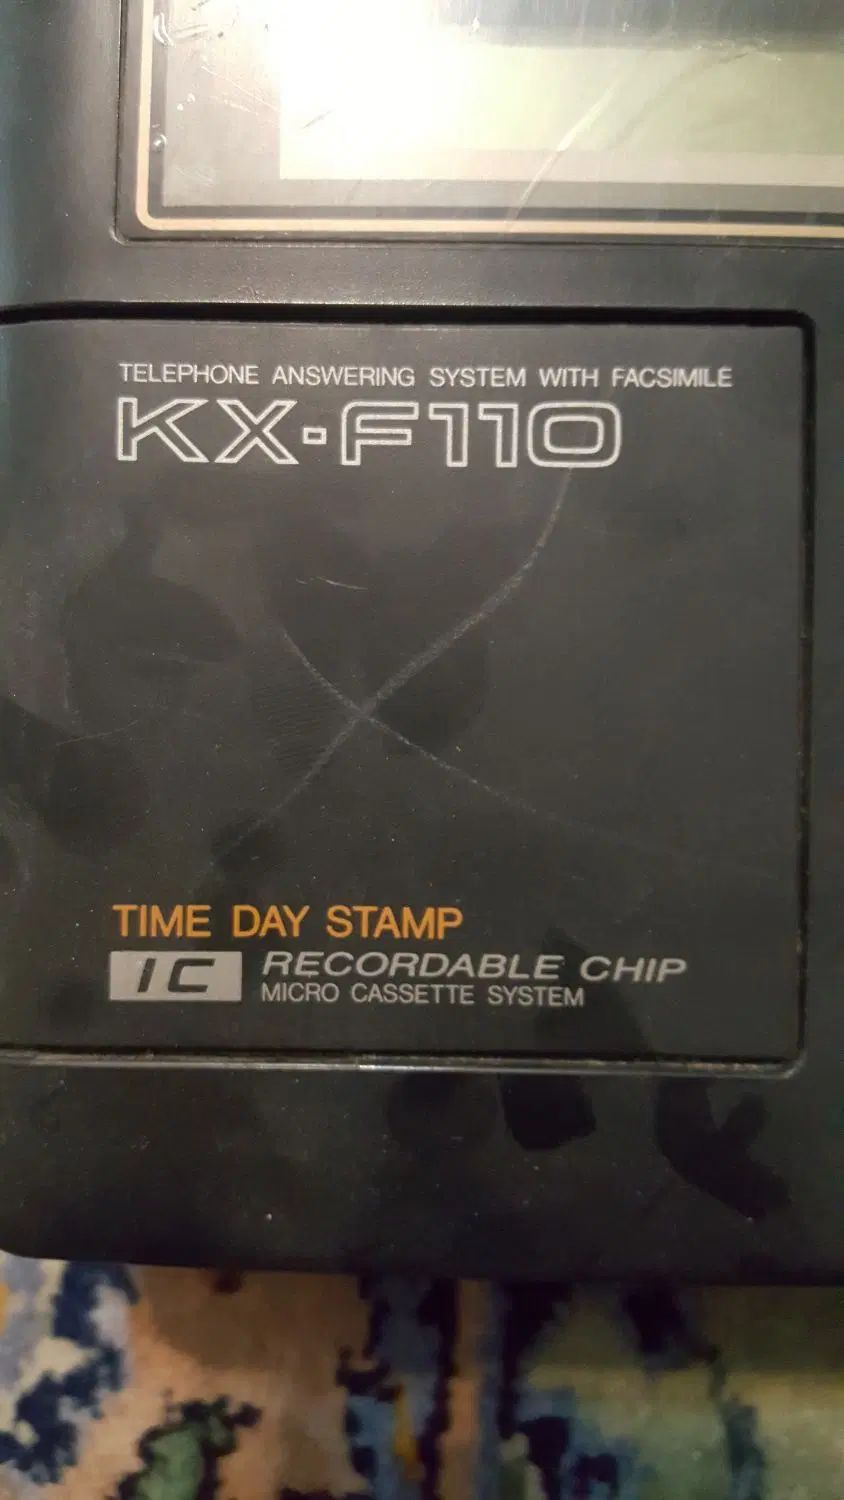 TELEPHONE ANSWERING SYSTEM WITH FACSIMILE
KX-F110
TIME DAY STAMP
IC RECORDABLE CHIP
MICRO CASSETTE SYSTEM